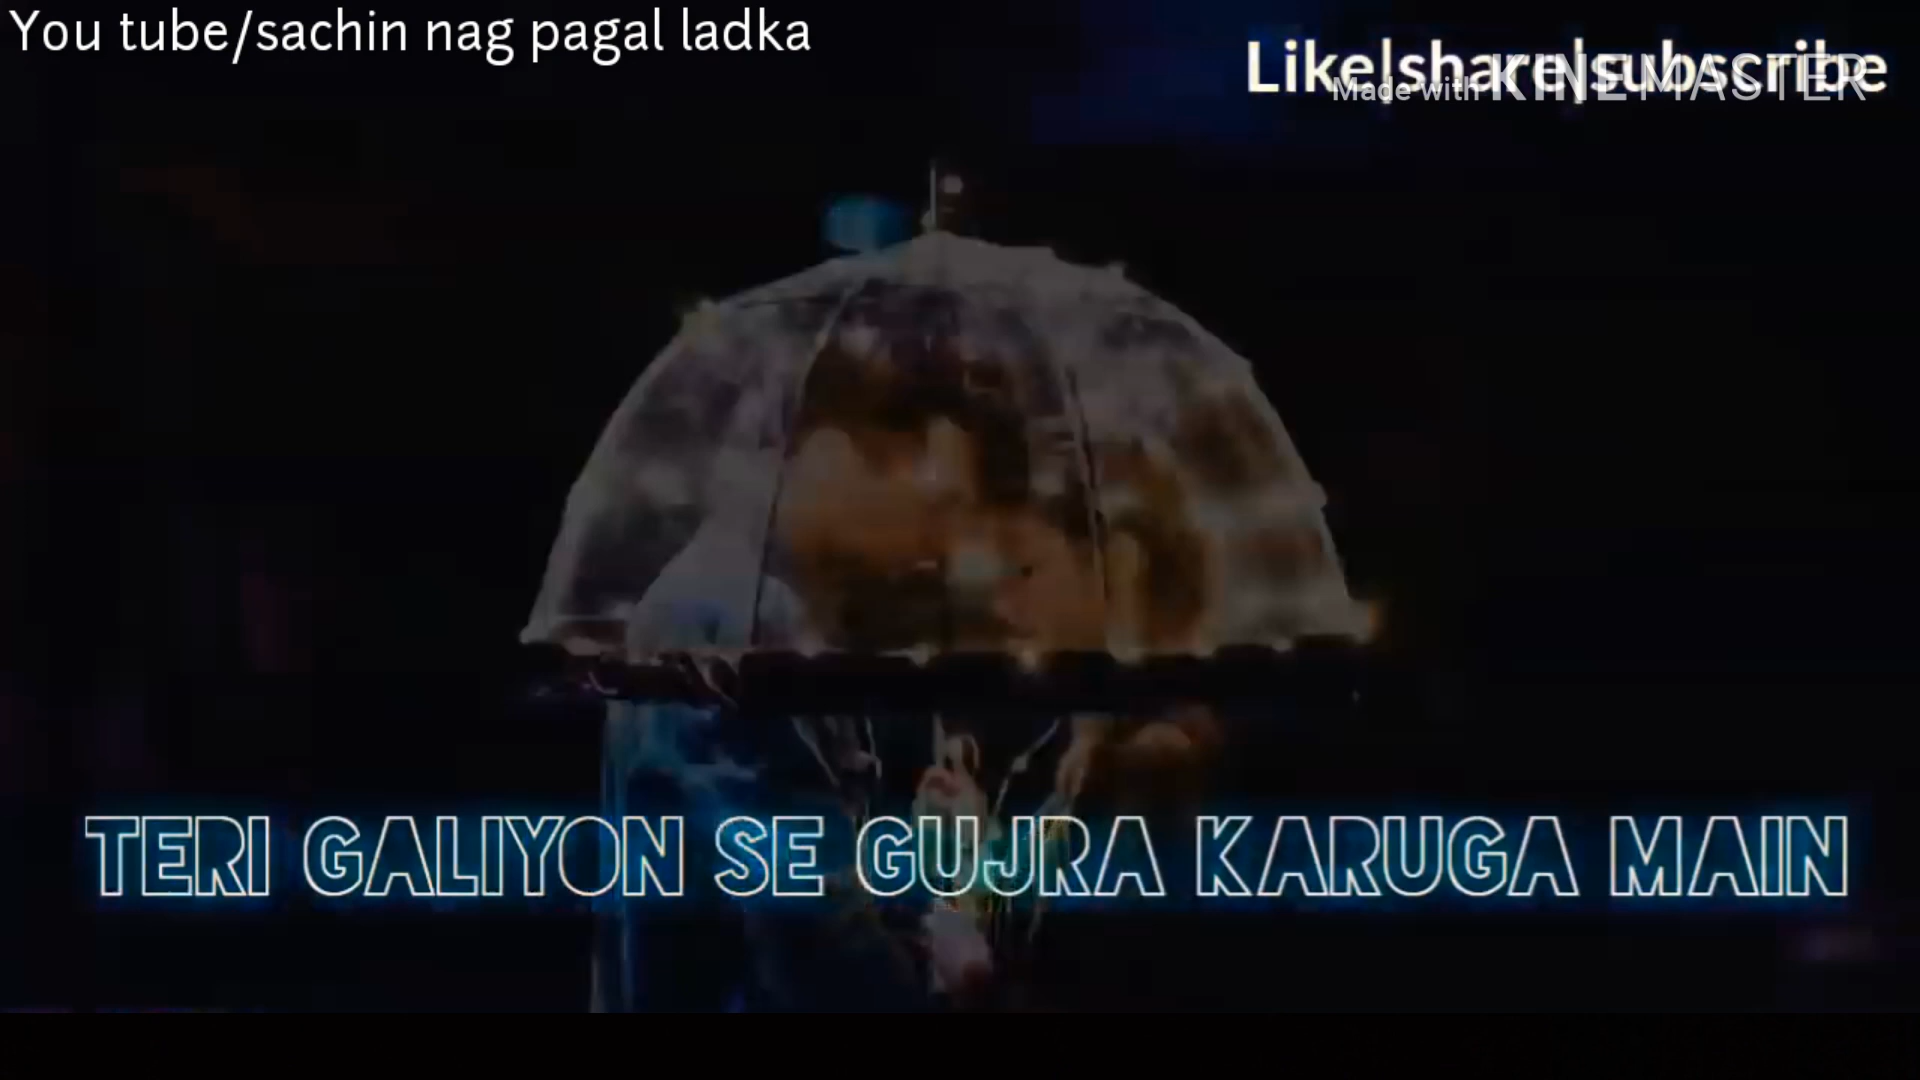 You tube/sachin nag pagal ladka
Like|share|subscribe
Made with KINEMASTER
TERI GALIYON SE GUJRA KARUGA MAIN